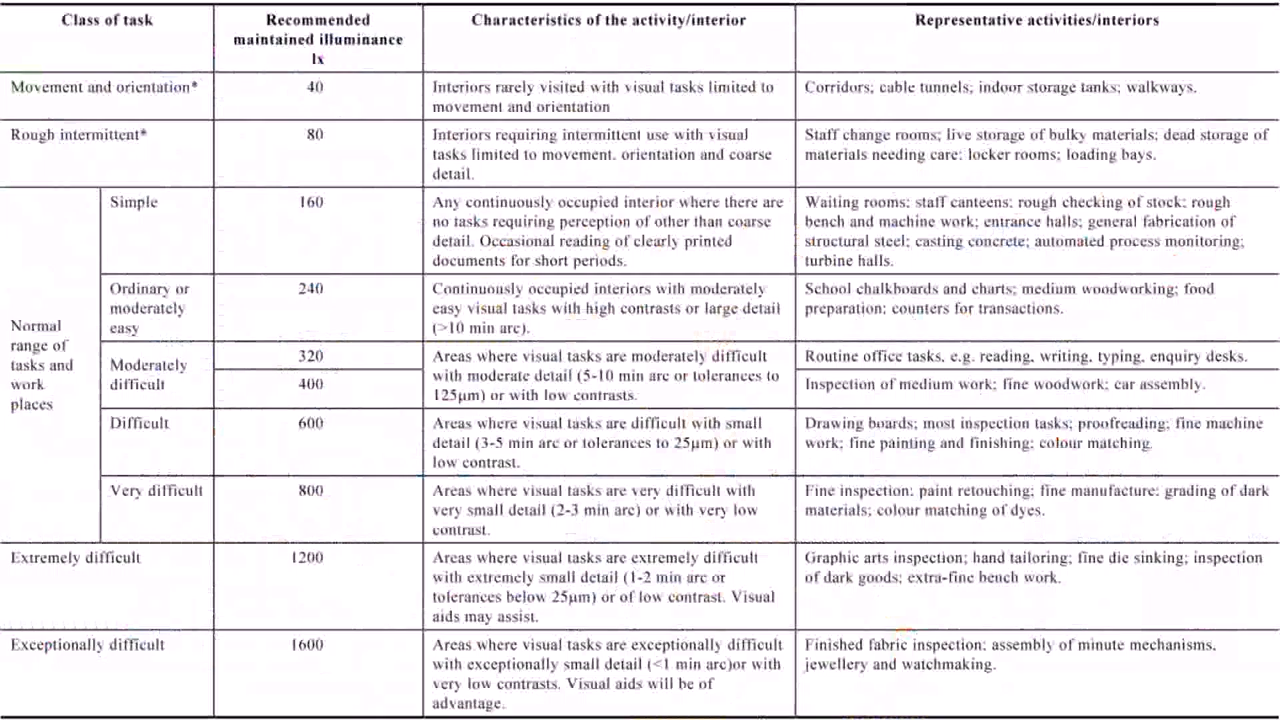 Class of task
Recommended
maintained illuminance
lx
Characteristics of the activity/interior
Representative activities/interiors
Movement and orientation*
40
Interiors rarely visited with visual tasks limited to
movement and orientation
Corridors; cable tunnels; indoor storage tanks; walkways.
Rough intermittent*
80
Interiors requiring intermittent use with visual
tasks limited to movement. orientation and coarse
detail.
Staff change rooms; live storage of bulky materials; dead storage of
materials needing care: locker rooms; loading bays.
Normal
range of
tasks and
work
places
Simple
160
Any continuously occupied interior where there are
no tasks requiring perception of other than coarse
detail. Occasional reading of clearly printed
documents for short periods.
Waiting rooms; staff canteens; rough checking of stock; rough
bench and machine work; entrance halls; general fabrication of
structural steel; casting concrete; automated process monitoring;
turbine halls.
Ordinary or
moderately
easy
240
Continuously occupied interiors with moderately
easy visual tasks with high contrasts or large detail
(>10 min arc).
School chalkboards and charts; medium woodworking; food
preparation; counters for transactions.
Moderately
difficult
320
400
Areas where visual tasks are moderately difficult
with moderate detail (5-10 min arc or tolerances to
125µm) or with low contrasts.
Routine office tasks, e.g. reading, writing, typing, enquiry desks.
Inspection of medium work; fine woodwork; car assembly.
Difficult
600
Areas where visual tasks are difficult with small
detail (3-5 min arc or tolerances to 25µm) or with
low contrast.
Drawing boards; most inspection tasks; proofreading; fine machine
work; fine painting and finishing; colour matching.
Very difficult
800
Areas where visual tasks are very difficult with
very small detail (2-3 min arc) or with very low
contrast.
Fine inspection; paint retouching; fine manufacture; grading of dark
materials; colour matching of dyes.
Extremely difficult
1200
Areas where visual tasks are extremely difficult
with extremely small detail (1-2 min arc or
tolerances below 25µm) or of low contrast. Visual
aids may assist.
Graphic arts inspection; hand tailoring; fine die sinking; inspection
of dark goods; extra-fine bench work.
Exceptionally difficult
1600
Areas where visual tasks are exceptionally difficult
with exceptionally small detail (<1 min arc)or with
very low contrasts. Visual aids will be of
advantage.
Finished fabric inspection; assembly of minute mechanisms,
jewellery and watchmaking.